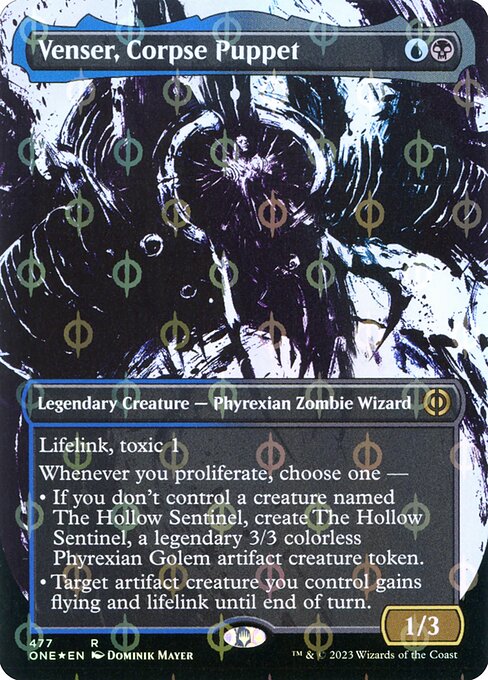 Venser, Corpse Puppet
Legendary Creature — Phyrexian Zombie Wizard
Lifelink, toxic 1
Whenever you proliferate, choose one —
• If you don't control a creature named
The Hollow Sentinel, create The Hollow
Sentinel, a legendary 3/3 colorless
Phyrexian Golem artifact creature token.
• Target artifact creature you control gains
flying and lifelink until end of turn.
1/3
477 R
ONE★EN Dominik Mayer
™ & © 2023 Wizards of the Coast